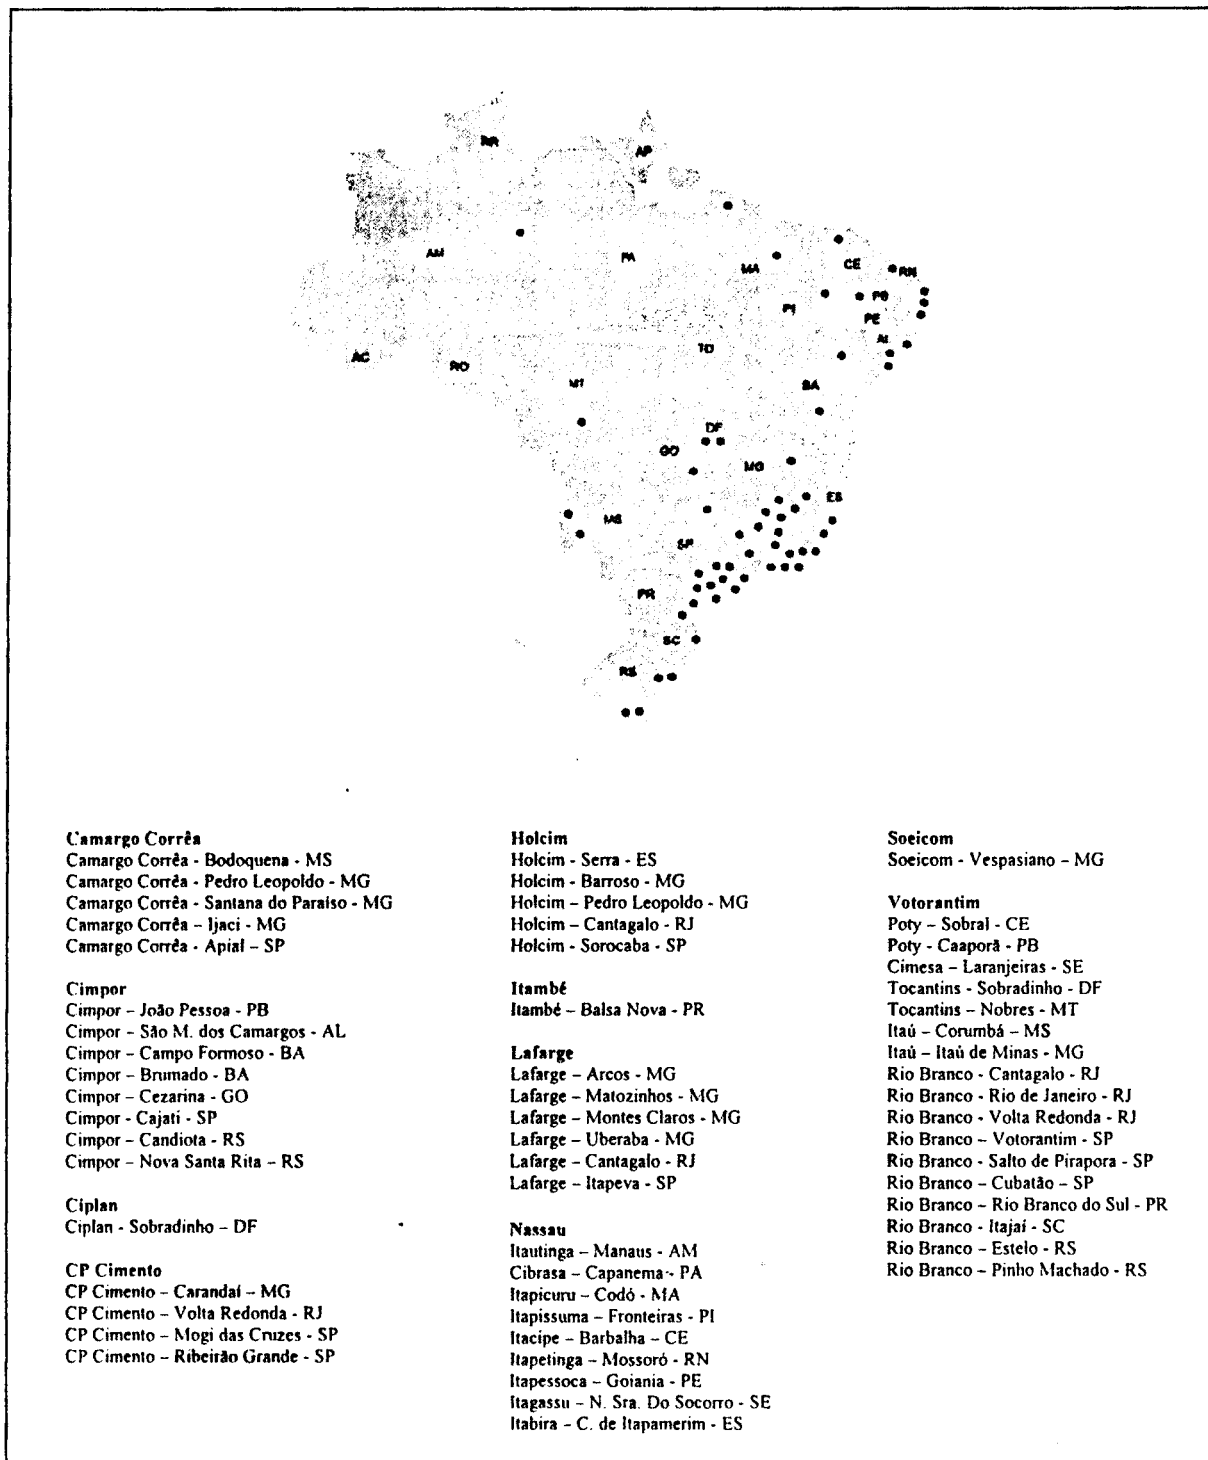 RR
AP
AM
PA
MA
CE
RN
PB
PI
PE
AL
TO
AC
RO
MT
BA
DF
GO
MG
ES
MS
SP
PR
SC
RS
Camargo Corrêa
Camargo Corrêa - Bodoquena - MS
Camargo Corrêa - Pedro Leopoldo - MG
Camargo Corrêa - Santana do Paraíso - MG
Camargo Corrêa – Ijaci - MG
Camargo Corrêa - Apiaí – SP
Cimpor
Cimpor – João Pessoa - PB
Cimpor – São M. dos Camargos - AL
Cimpor – Campo Formoso - BA
Cimpor – Brumado - BA
Cimpor – Cezarina - GO
Cimpor - Cajati - SP
Cimpor – Candiota - RS
Cimpor – Nova Santa Rita – RS
Ciplan
Ciplan - Sobradinho – DF
CP Cimento
CP Cimento – Carandaí – MG
CP Cimento – Volta Redonda - RJ
CP Cimento – Mogi das Cruzes - SP
CP Cimento – Ribeirão Grande - SP
Holcim
Holcim - Serra - ES
Holcim - Barroso - MG
Holcim - Pedro Leopoldo - MG
Holcim - Cantagalo - RJ
Holcim - Sorocaba - SP
Itambé
Itambé – Balsa Nova - PR
Lafarge
Lafarge – Arcos - MG
Lafarge – Matozinhos - MG
Lafarge – Montes Claros - MG
Lafarge – Uberaba - MG
Lafarge – Cantagalo - RJ
Lafarge – Itapeva - SP
Nassau
Itautinga – Manaus - AM
Cibrasa – Capanema - PA
Itapicuru – Codó - MA
Itapissuma – Fronteiras - PI
Itacipe – Barbalha – CE
Itapetinga – Mossoró - RN
Itapessoca – Goiania - PE
Itagassu – N. Sra. Do Socorro - SE
Itabira – C. de Itapamerim - ES
Soeicom
Soeicom - Vespasiano – MG
Votorantim
Poty – Sobral - CE
Poty - Caaporã - PB
Cimesa – Laranjeiras - SE
Tocantins - Sobradinho - DF
Tocantins - Nobres - MT
Itaú – Corumbá – MS
Itaú – Itaú de Minas - MG
Rio Branco - Cantagalo - RJ
Rio Branco - Rio de Janeiro - RJ
Rio Branco - Volta Redonda - RJ
Rio Branco – Votorantim - SP
Rio Branco - Salto de Pirapora - SP
Rio Branco – Cubatão – SP
Rio Branco – Rio Branco do Sul - PR
Rio Branco - Itajaí - SC
Rio Branco – Estelo - RS
Rio Branco – Pinho Machado - RS